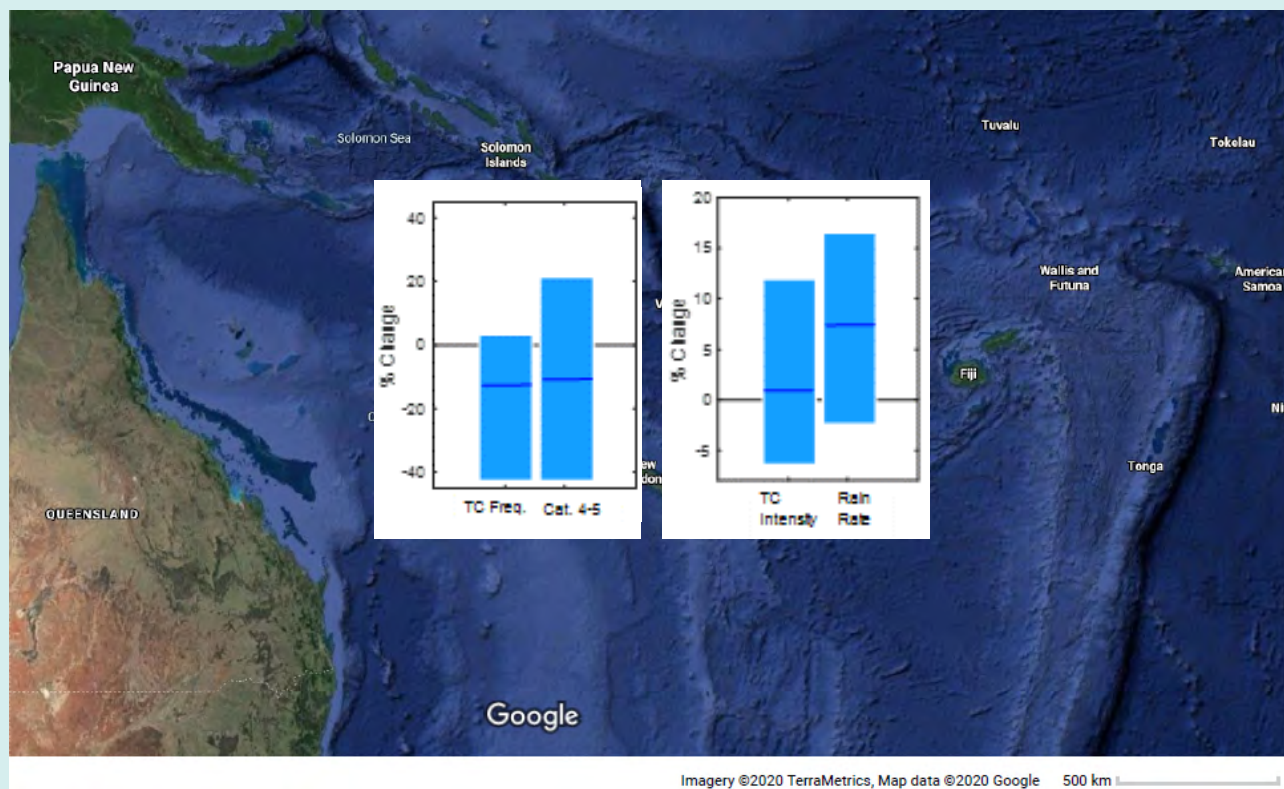 Papua New
Guinea
Solomon Sea
Solomon
Islands
Tuvalu
Tokelau
Wallis and
Futuna
American
Samoa
Fiji
Tonga
QUEENSLAND
% Change
40
20
0
-20
-40
TC Freq.
Cat. 4-5
% Change
20
15
10
5
0
-5
TC
Intensity
Rain
Rate
Google
Imagery ©2020 TerraMetrics, Map data ©2020 Google
500 km